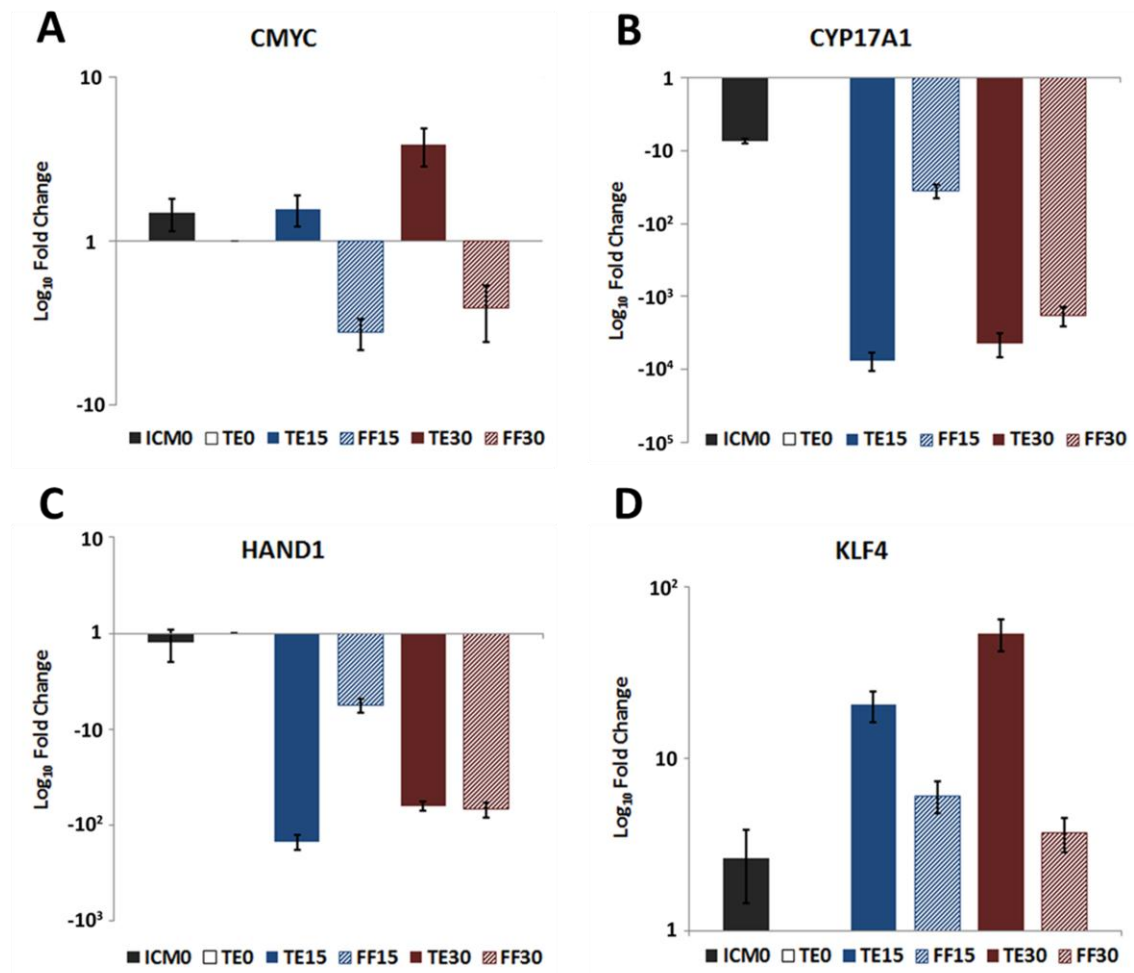 A
CMYC
10
1
-10
Log₁₀ Fold Change
ICM0 TE0 TE15 FF15 TE30 FF30
B
CYP17A1
1
-10
-10²
-10³
-10⁴
-10⁵
Log₁₀ Fold Change
ICM0 TE0 TE15 FF15 TE30 FF30
C
HAND1
10
1
-10
-10²
-10³
Log₁₀ Fold Change
ICM0 TE0 TE15 FF15 TE30 FF30
D
KLF4
10²
10
1
Log₁₀ Fold Change
ICM0 TE0 TE15 FF15 TE30 FF30